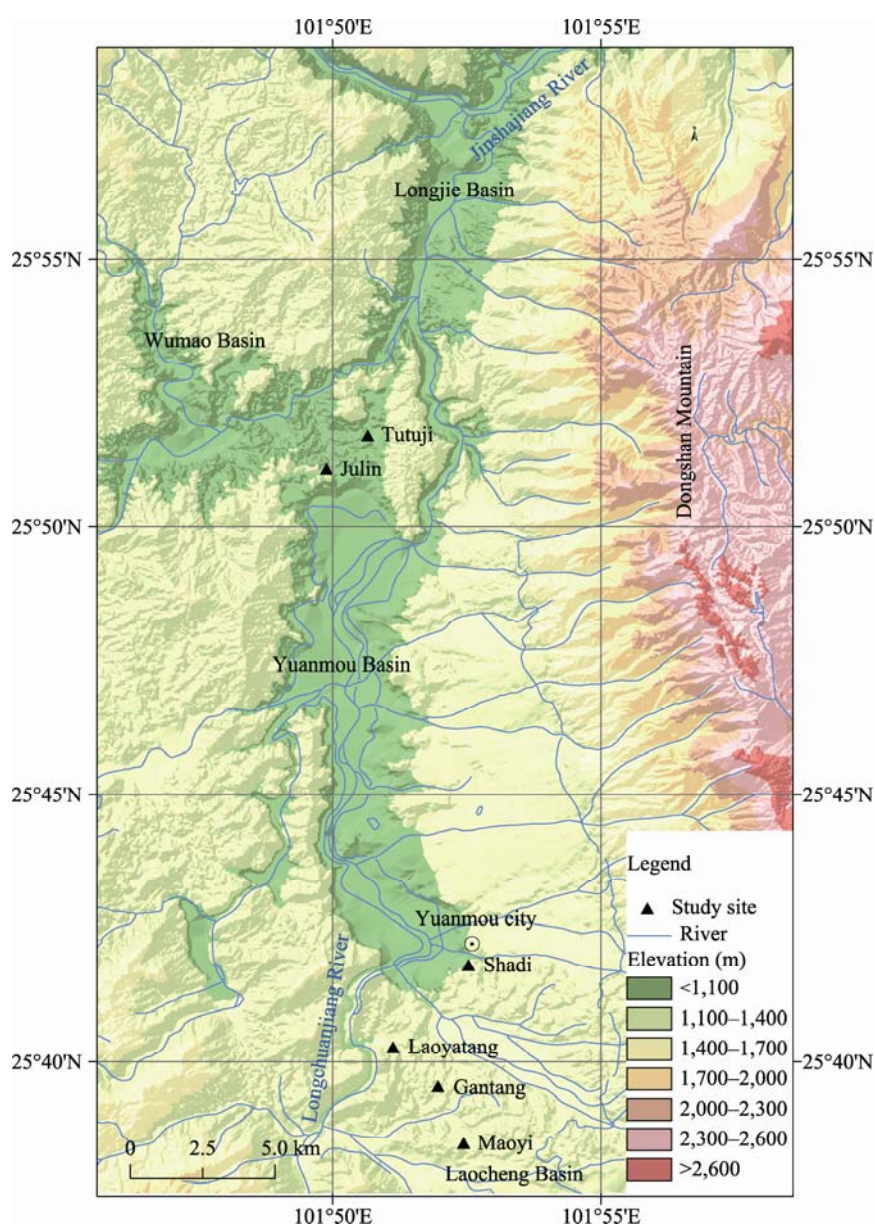 101°50′E
101°55′E
Jinshajiang River
Longjie Basin
25°55′N
25°55′N
Wumao Basin
Dongshan Mountain
Tutuji
Julin
25°50′N
25°50′N
Yuanmou Basin
25°45′N
25°45′N
Legend
Study site
River
Elevation (m)
<1,100
1,100–1,400
1,400–1,700
1,700–2,000
2,000–2,300
2,300–2,600
>2,600
Yuanmou city
Shadi
Longchuanjiang River
25°40′N
25°40′N
Laoyatang
Gantang
Maoyi
Laocheng Basin
0 2.5 5.0 km
101°50′E
101°55′E